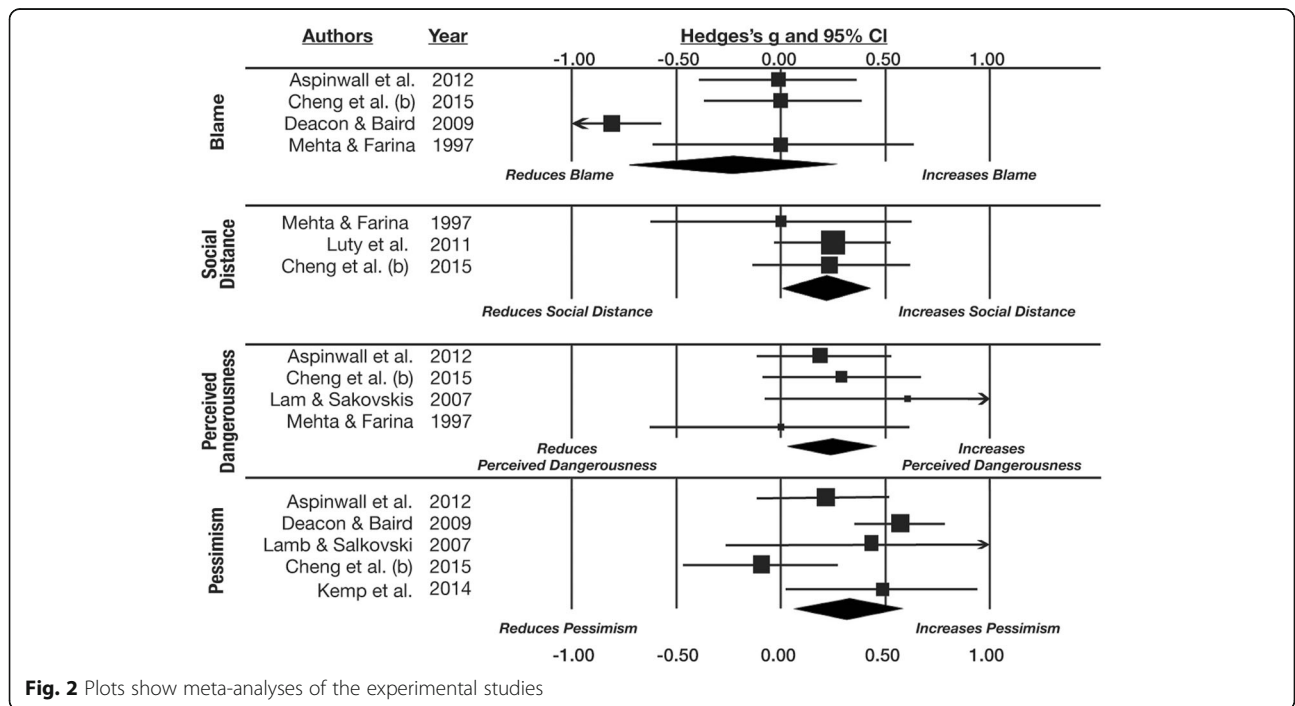 Authors Year Hedges's g and 95% CI
-1.00 -0.50 0.00 0.50 1.00
Blame
Aspinwall et al. 2012
Cheng et al. (b) 2015
Deacon & Baird 2009
Mehta & Farina 1997
Reduces Blame Increases Blame
Social
Distance
Mehta & Farina 1997
Luty et al. 2011
Cheng et al. (b) 2015
Reduces Social Distance Increases Social Distance
Perceived
Dangerousness
Aspinwall et al. 2012
Cheng et al. (b) 2015
Lam & Sakovskis 2007
Mehta & Farina 1997
Reduces Increases
Perceived Dangerousness Perceived Dangerousness
Pessimism
Aspinwall et al. 2012
Deacon & Baird 2009
Lamb & Salkovski 2007
Cheng et al. (b) 2015
Kemp et al. 2014
Reduces Pessimism Increases Pessimism
-1.00 -0.50 0.00 0.50 1.00
Fig. 2 Plots show meta-analyses of the experimental studies